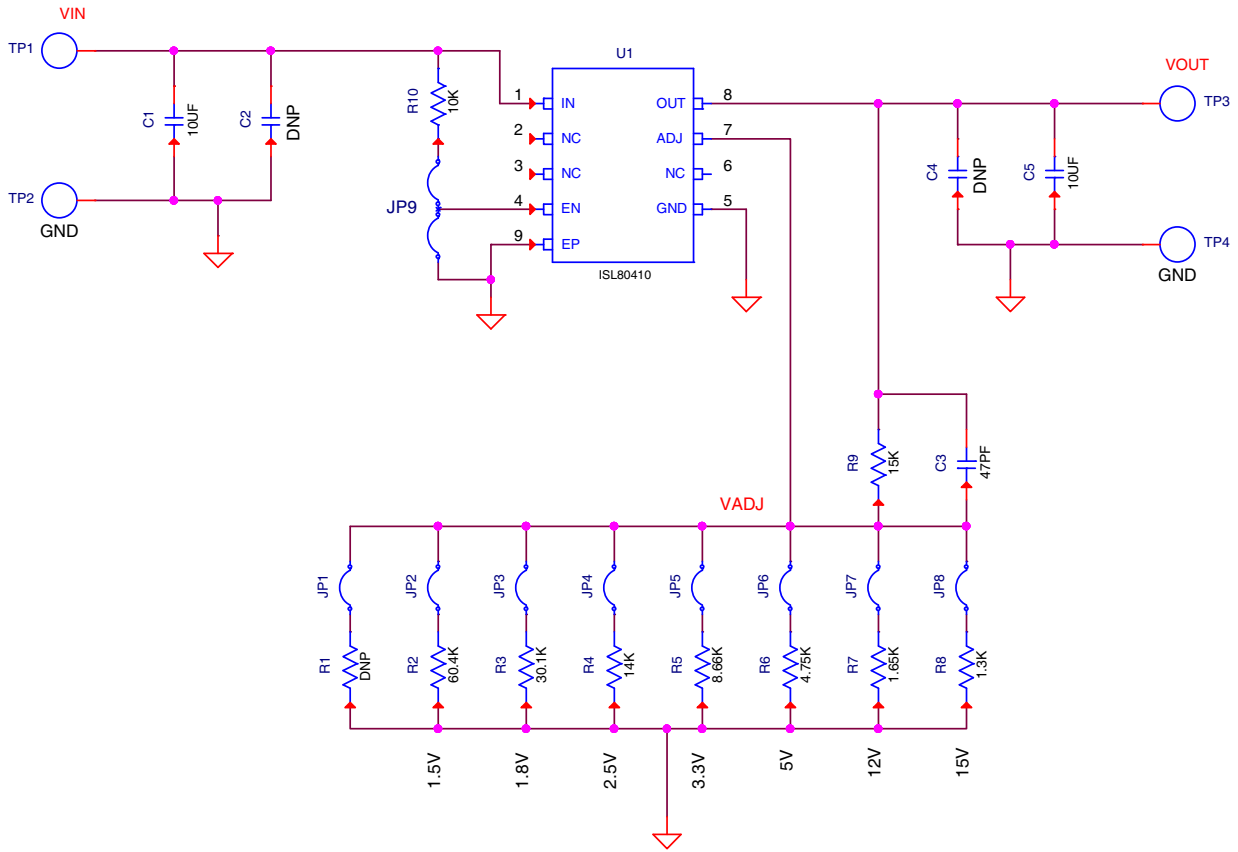 VIN
TP1
C1
10UF
C2
DNP
TP2
GND
R10
10K
JP9
U1
1
IN
2
NC
3
NC
4
EN
9
EP
OUT
8
ADJ
7
NC
6
GND
5
ISL80410
VOUT
TP3
C4
DNP
C5
10UF
TP4
GND
R9
15K
C3
47PF
VADJ
JP1
JP2
JP3
JP4
JP5
JP6
JP7
JP8
R1
DNP
R2
60.4K
R3
30.1K
R4
14K
R5
8.66K
R6
4.75K
R7
1.65K
R8
1.3K
1.5V
1.8V
2.5V
3.3V
5V
12V
15V